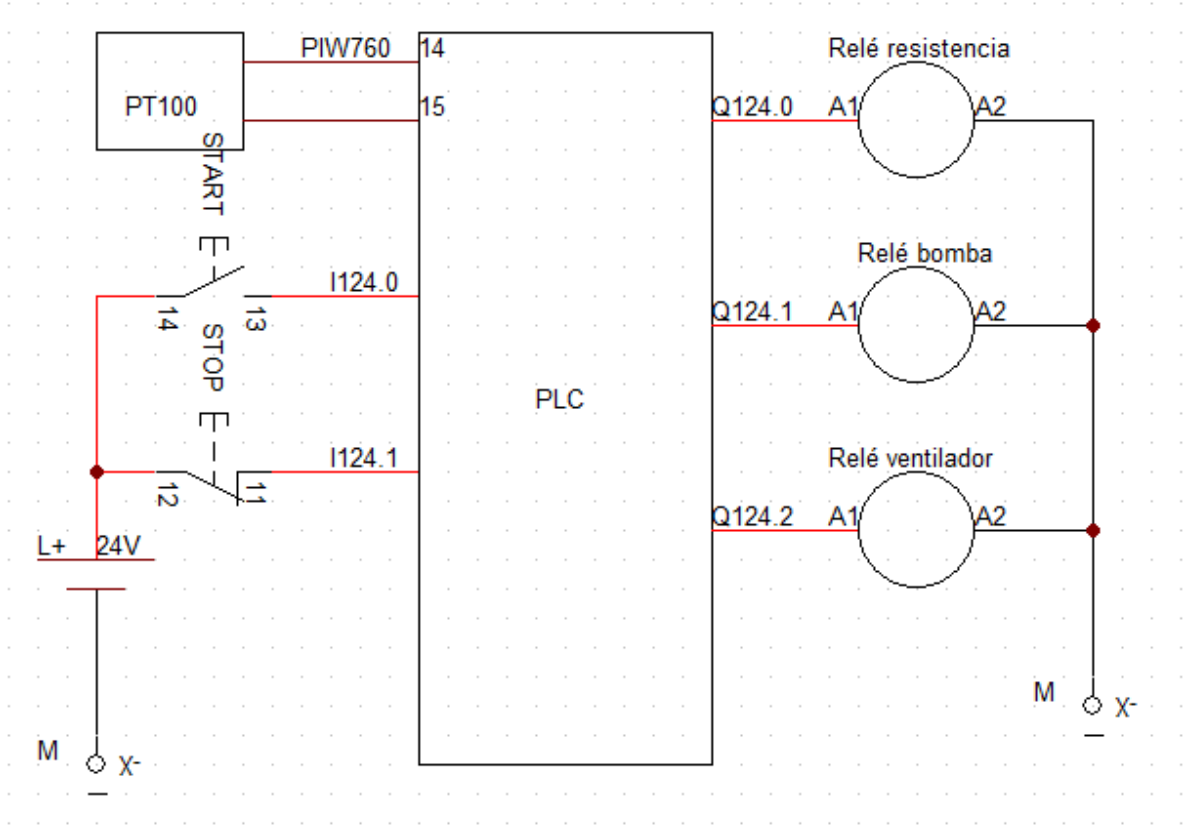 PIW760
14
Relé resistencia
PT100
15
Q124.0
A1
A2
START
Relé bomba
I124.0
14
13
Q124.1
A1
A2
STOP
PLC
I124.1
12
11
Relé ventilador
Q124.2
A1
A2
L+
24V
M
X-
M
X-